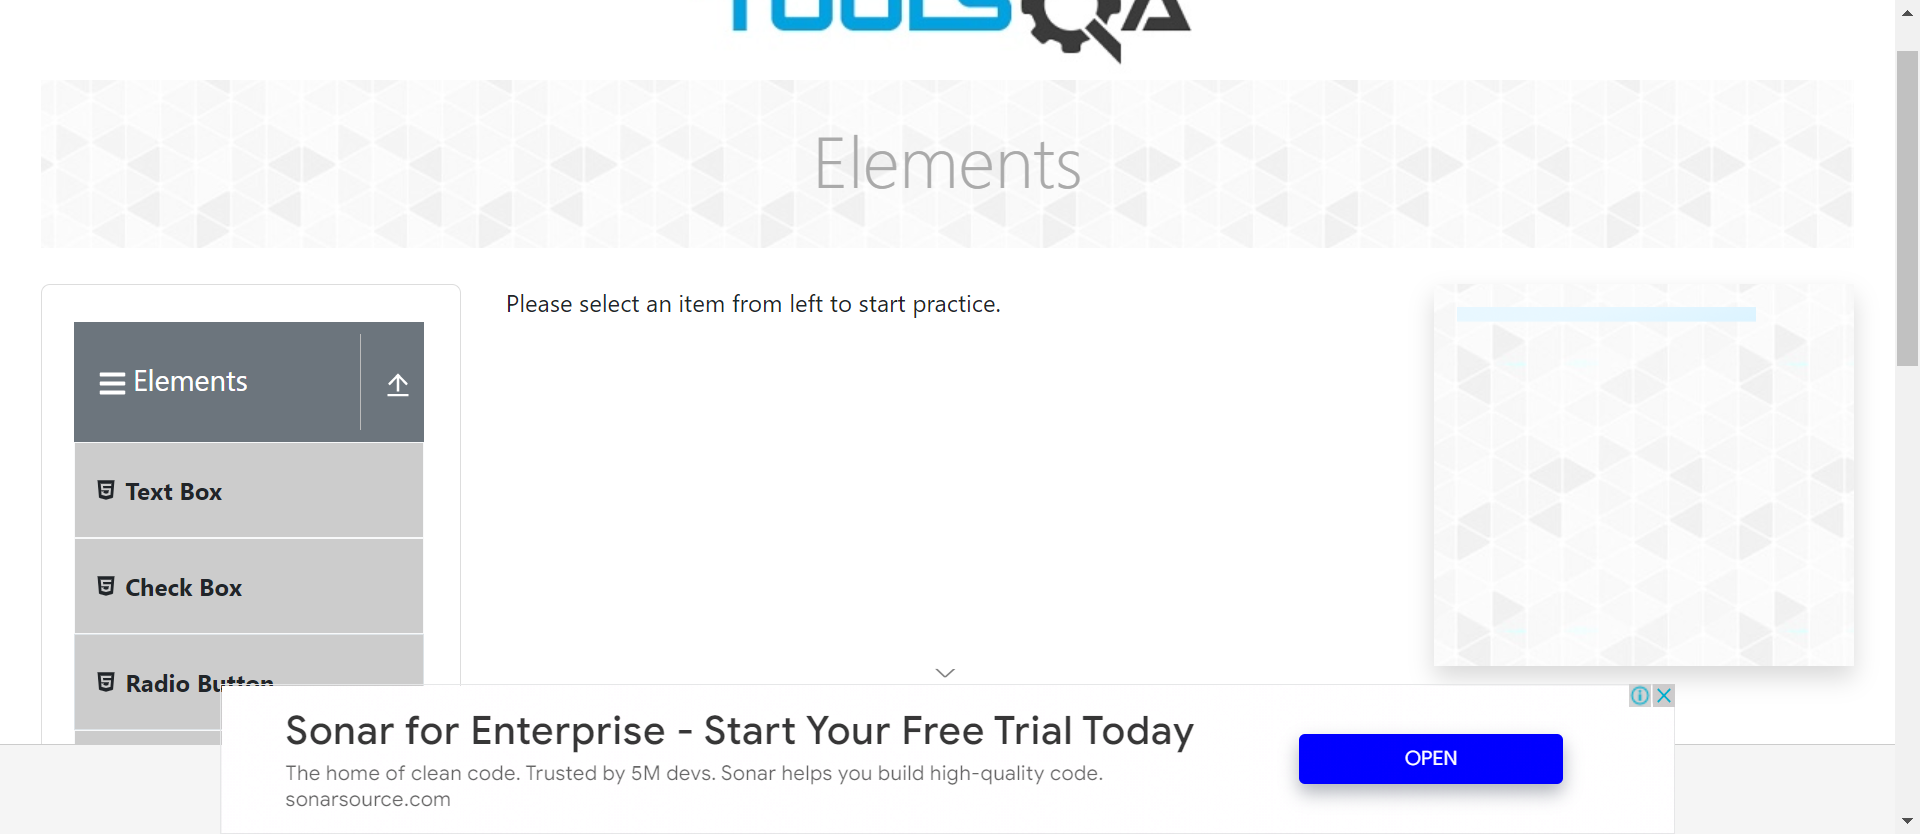 TOOLSQA
Elements
Please select an item from left to start practice.
Elements
Text Box
Check Box
Radio Button
Sonar for Enterprise - Start Your Free Trial Today
The home of clean code. Trusted by 5M devs. Sonar helps you build high-quality code.
sonarsource.com
OPEN